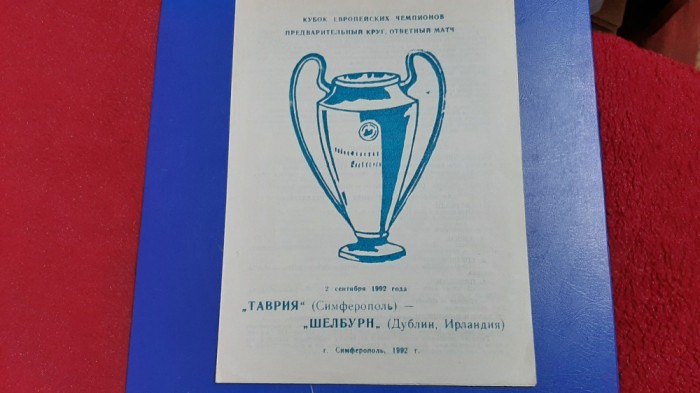 КУБОК ЕВРОПЕЙСКИХ ЧЕМПИОНОВ
ПРЕДВАРИТЕЛЬНЫЙ КРУГ. ОТВЕТНЫЙ МАТЧ
2 сентября 1992 года
„ТАВРИЯ“ (Симферополь) —
„ШЕЛБУРН„ (Дублин, Ирландия)
г. Симферополь, 1992 г.